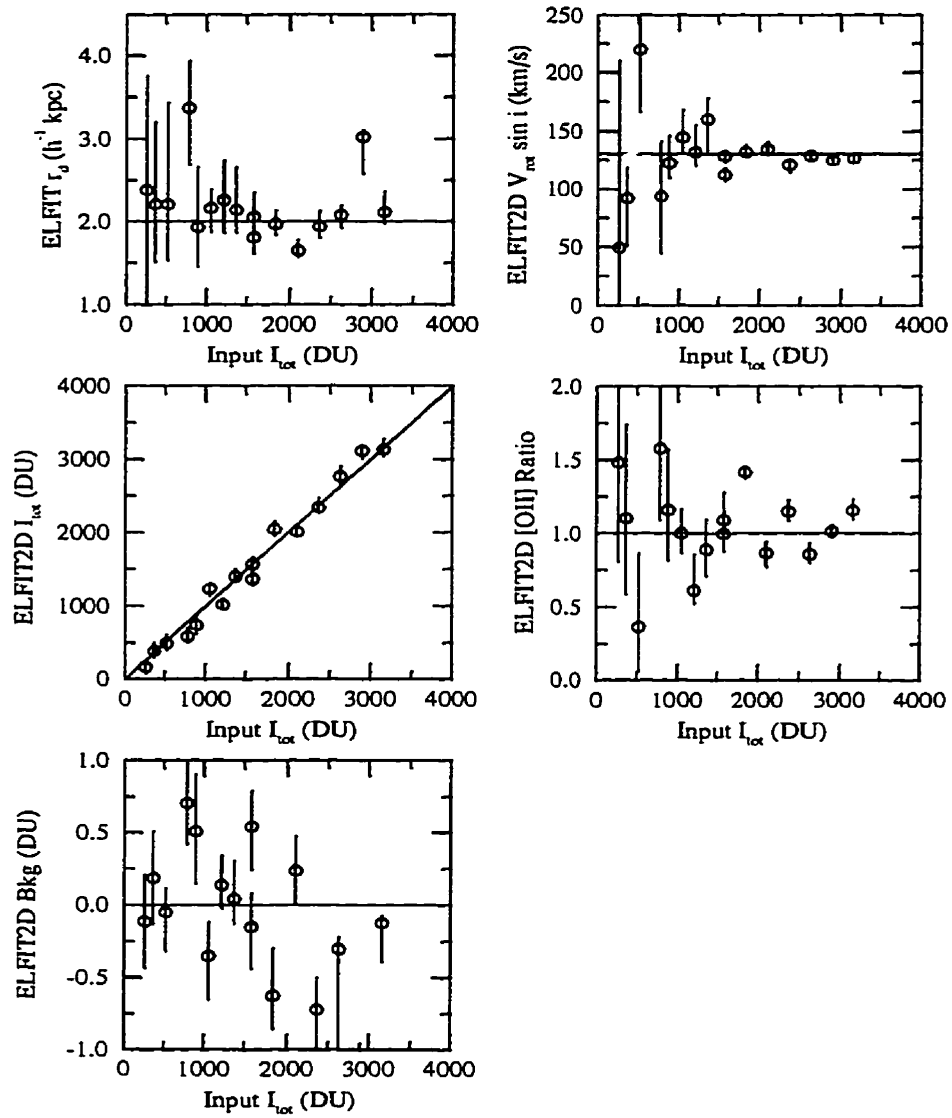 4.0
3.0
2.0
1.0
ELFIT r_d (h⁻¹ kpc)
0 1000 2000 3000 4000
Input I_tot (DU)
250
200
150
100
50
0
ELFIT2D V_rot sin i (km/s)
0 1000 2000 3000 4000
Input I_tot (DU)
4000
3000
2000
1000
0
ELFIT2D I_tot (DU)
0 1000 2000 3000 4000
Input I_tot (DU)
2.0
1.5
1.0
0.5
0.0
ELFIT2D [OII] Ratio
0 1000 2000 3000 4000
Input I_tot (DU)
1.0
0.5
0.0
-0.5
-1.0
ELFIT2D Bkg (DU)
0 1000 2000 3000 4000
Input I_tot (DU)